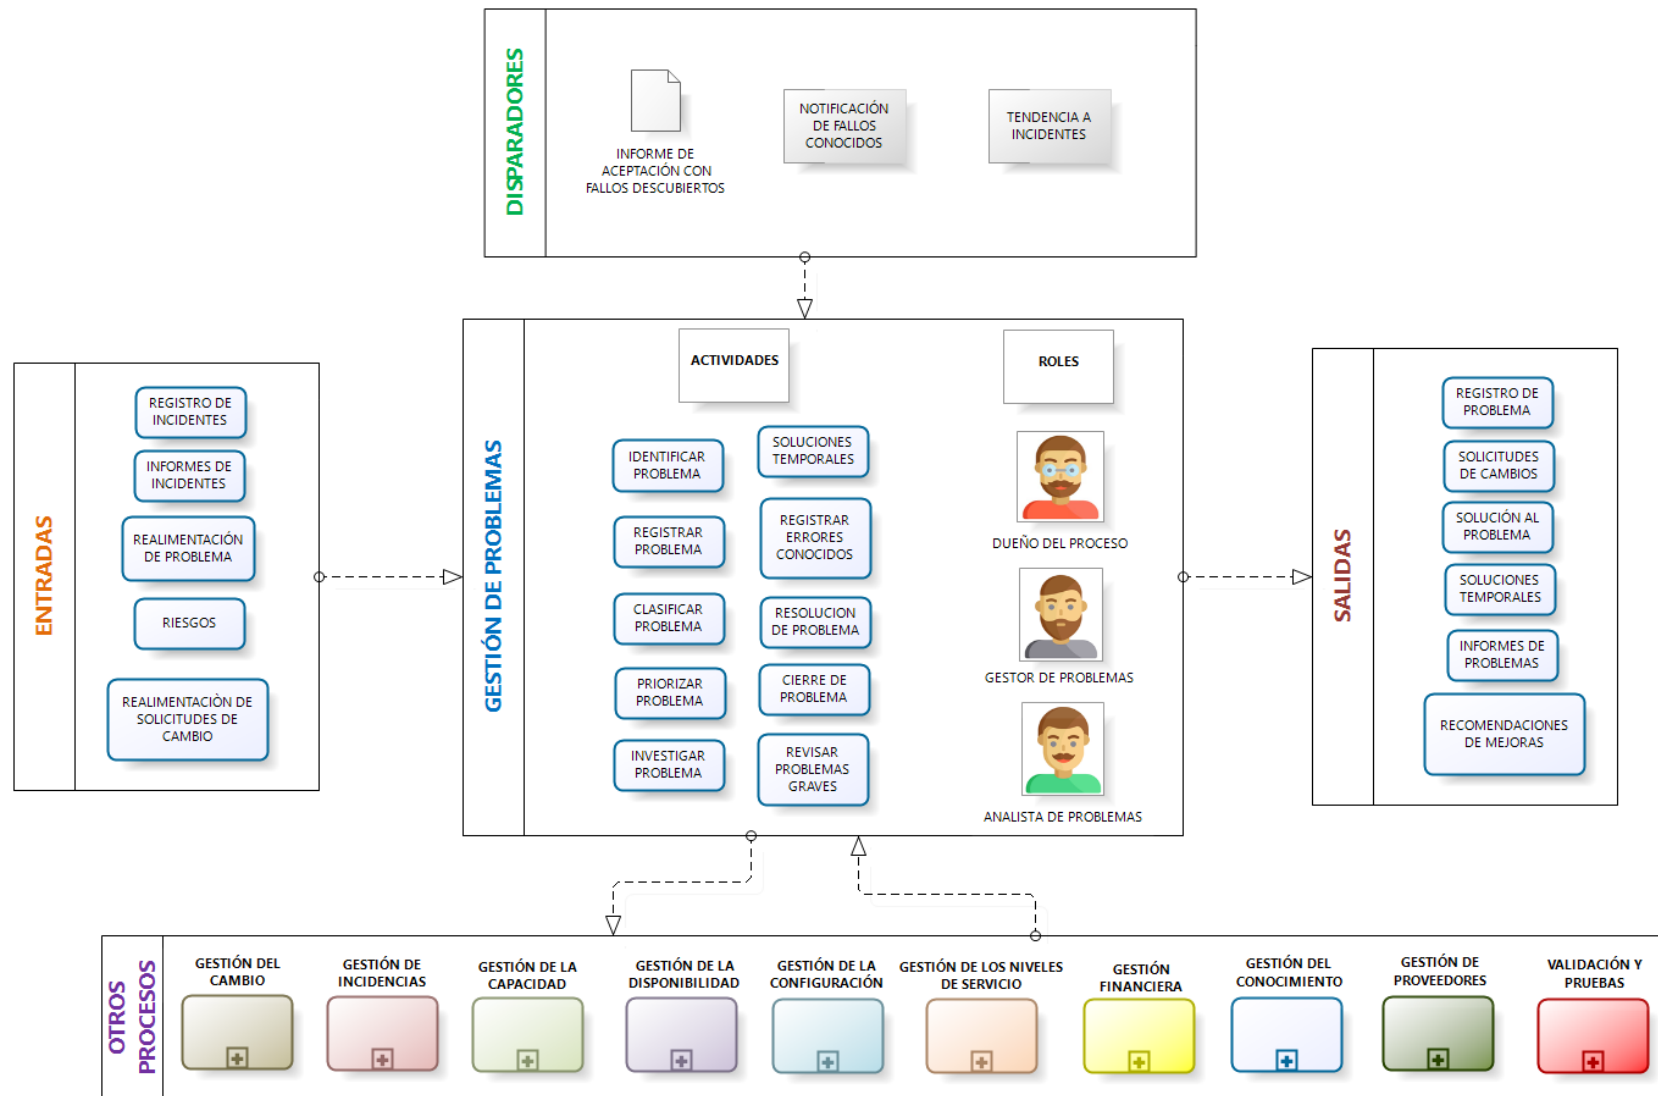 DISPARADORES
INFORME DE
ACEPTACIÓN CON
FALLOS DESCUBIERTOS
NOTIFICACIÓN
DE FALLOS
CONOCIDOS
TENDENCIA A
INCIDENTES
ENTRADAS
REGISTRO DE
INCIDENTES
INFORMES DE
INCIDENTES
REALIMENTACIÓN
DE PROBLEMA
RIESGOS
REALIMENTACIÒN DE
SOLICITUDES DE
CAMBIO
GESTIÓN DE PROBLEMAS
ACTIVIDADES
IDENTIFICAR
PROBLEMA
REGISTRAR
PROBLEMA
CLASIFICAR
PROBLEMA
PRIORIZAR
PROBLEMA
INVESTIGAR
PROBLEMA
SOLUCIONES
TEMPORALES
REGISTRAR
ERRORES
CONOCIDOS
RESOLUCION
DE PROBLEMA
CIERRE DE
PROBLEMA
REVISAR
PROBLEMAS
GRAVES
ROLES
DUEÑO DEL PROCESO
GESTOR DE PROBLEMAS
ANALISTA DE PROBLEMAS
SALIDAS
REGISTRO DE
PROBLEMA
SOLICITUDES
DE CAMBIOS
SOLUCIÓN AL
PROBLEMA
SOLUCIONES
TEMPORALES
INFORMES DE
PROBLEMAS
RECOMENDACIONES
DE MEJORAS
OTROS
PROCESOS
GESTIÓN DEL
CAMBIO
GESTIÓN DE
INCIDENCIAS
GESTIÓN DE LA
CAPACIDAD
GESTIÓN DE LA
DISPONIBILIDAD
GESTIÓN DE LA
CONFIGURACIÓN
GESTIÓN DE LOS NIVELES
DE SERVICIO
GESTIÓN
FINANCIERA
GESTIÓN DEL
CONOCIMIENTO
GESTIÓN DE
PROVEEDORES
VALIDACIÓN Y
PRUEBAS